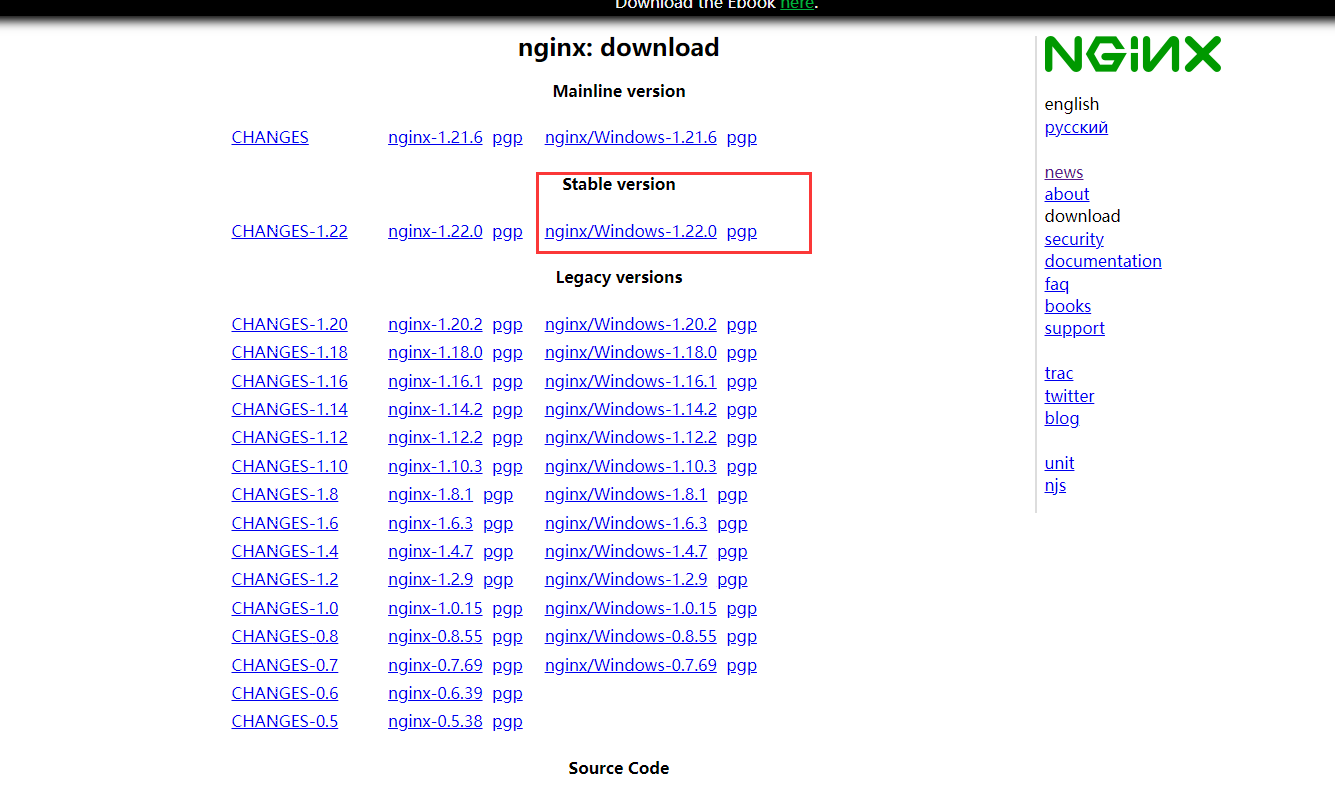 Download the Ebook here.
nginx: download
Mainline version
CHANGES nginx-1.21.6 pgp nginx/Windows-1.21.6 pgp
Stable version
CHANGES-1.22 nginx-1.22.0 pgp nginx/Windows-1.22.0 pgp
Legacy versions
CHANGES-1.20 nginx-1.20.2 pgp nginx/Windows-1.20.2 pgp
CHANGES-1.18 nginx-1.18.0 pgp nginx/Windows-1.18.0 pgp
CHANGES-1.16 nginx-1.16.1 pgp nginx/Windows-1.16.1 pgp
CHANGES-1.14 nginx-1.14.2 pgp nginx/Windows-1.14.2 pgp
CHANGES-1.12 nginx-1.12.2 pgp nginx/Windows-1.12.2 pgp
CHANGES-1.10 nginx-1.10.3 pgp nginx/Windows-1.10.3 pgp
CHANGES-1.8 nginx-1.8.1 pgp nginx/Windows-1.8.1 pgp
CHANGES-1.6 nginx-1.6.3 pgp nginx/Windows-1.6.3 pgp
CHANGES-1.4 nginx-1.4.7 pgp nginx/Windows-1.4.7 pgp
CHANGES-1.2 nginx-1.2.9 pgp nginx/Windows-1.2.9 pgp
CHANGES-1.0 nginx-1.0.15 pgp nginx/Windows-1.0.15 pgp
CHANGES-0.8 nginx-0.8.55 pgp nginx/Windows-0.8.55 pgp
CHANGES-0.7 nginx-0.7.69 pgp nginx/Windows-0.7.69 pgp
CHANGES-0.6 nginx-0.6.39 pgp
CHANGES-0.5 nginx-0.5.38 pgp
Source Code
NGINX
english
русский
news
about
download
security
documentation
faq
books
support
trac
twitter
blog
unit
njs